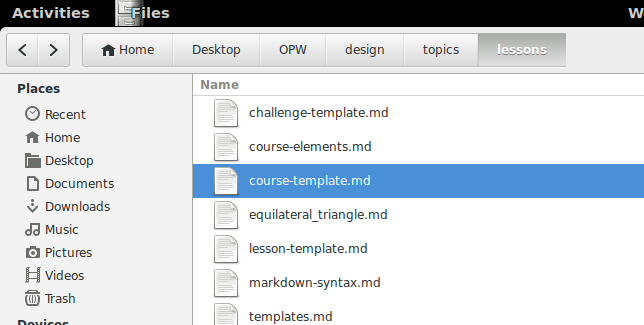 Activities Files W
Home Desktop OPW design topics lessons
Places
Recent
Home
Desktop
Documents
Downloads
Music
Pictures
Videos
Trash
Devices
Name
challenge-template.md
course-elements.md
course-template.md
equilateral_triangle.md
lesson-template.md
markdown-syntax.md
templates.md